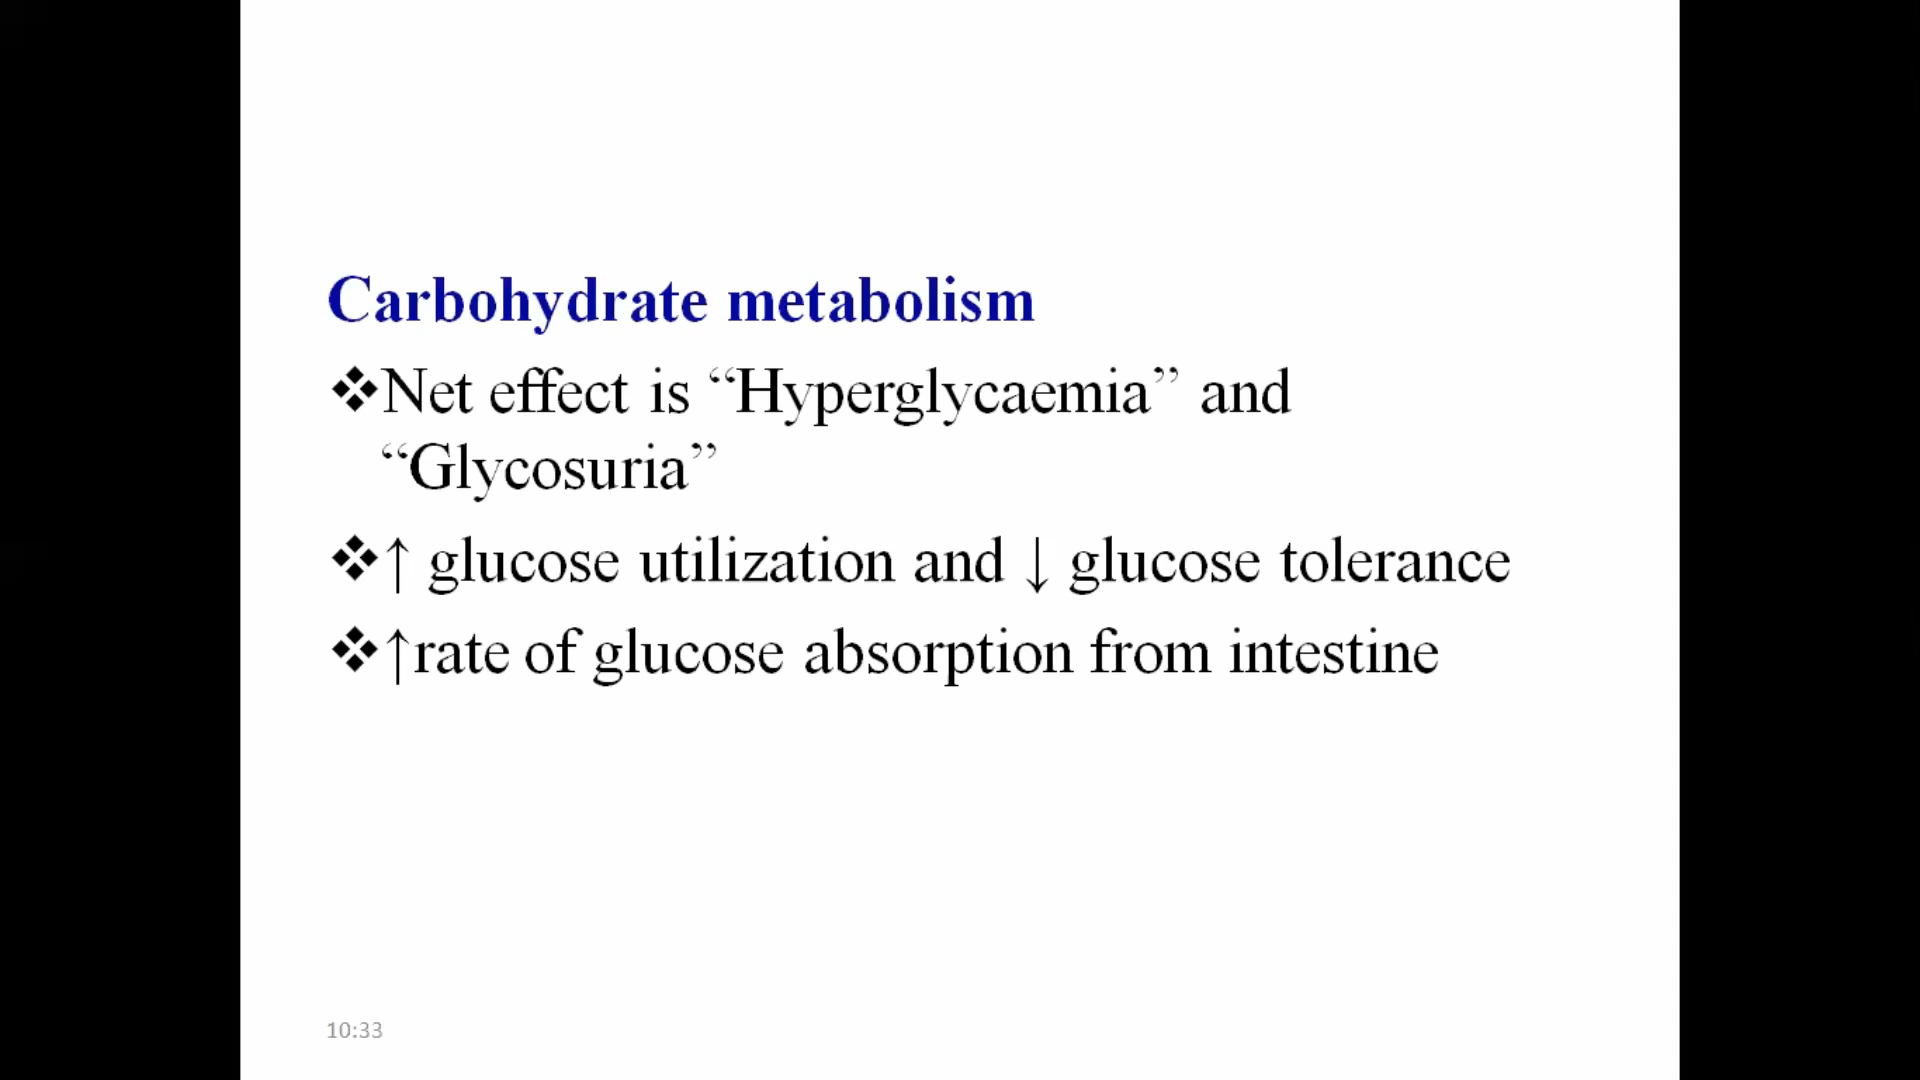 Carbohydrate metabolism
❖Net effect is “Hyperglycaemia” and
“Glycosuria”
❖↑ glucose utilization and ↓ glucose tolerance
❖↑rate of glucose absorption from intestine
10:33